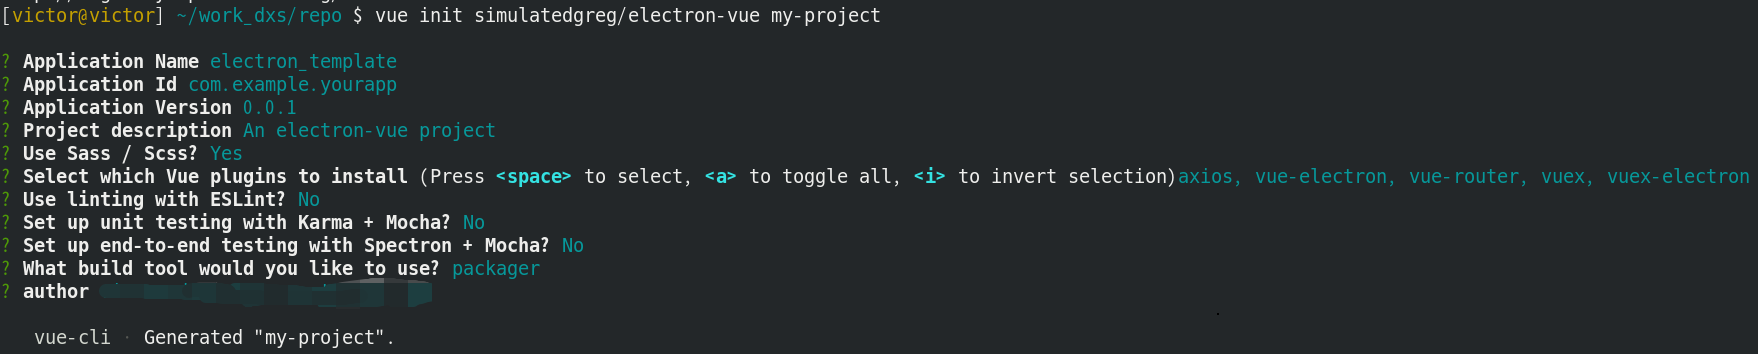 [victor@victor] ~/work_dxs/repo $ vue init simulatedgreg/electron-vue my-project
? Application Name electron_template
? Application Id com.example.yourapp
? Application Version 0.0.1
? Project description An electron-vue project
? Use Sass / Scss? Yes
? Select which Vue plugins to install (Press <space> to select, <a> to toggle all, <i> to invert selection)axios, vue-electron, vue-router, vuex, vuex-electron
? Use linting with ESLint? No
? Set up unit testing with Karma + Mocha? No
? Set up end-to-end testing with Spectron + Mocha? No
? What build tool would you like to use? packager
? author
vue-cli · Generated "my-project".